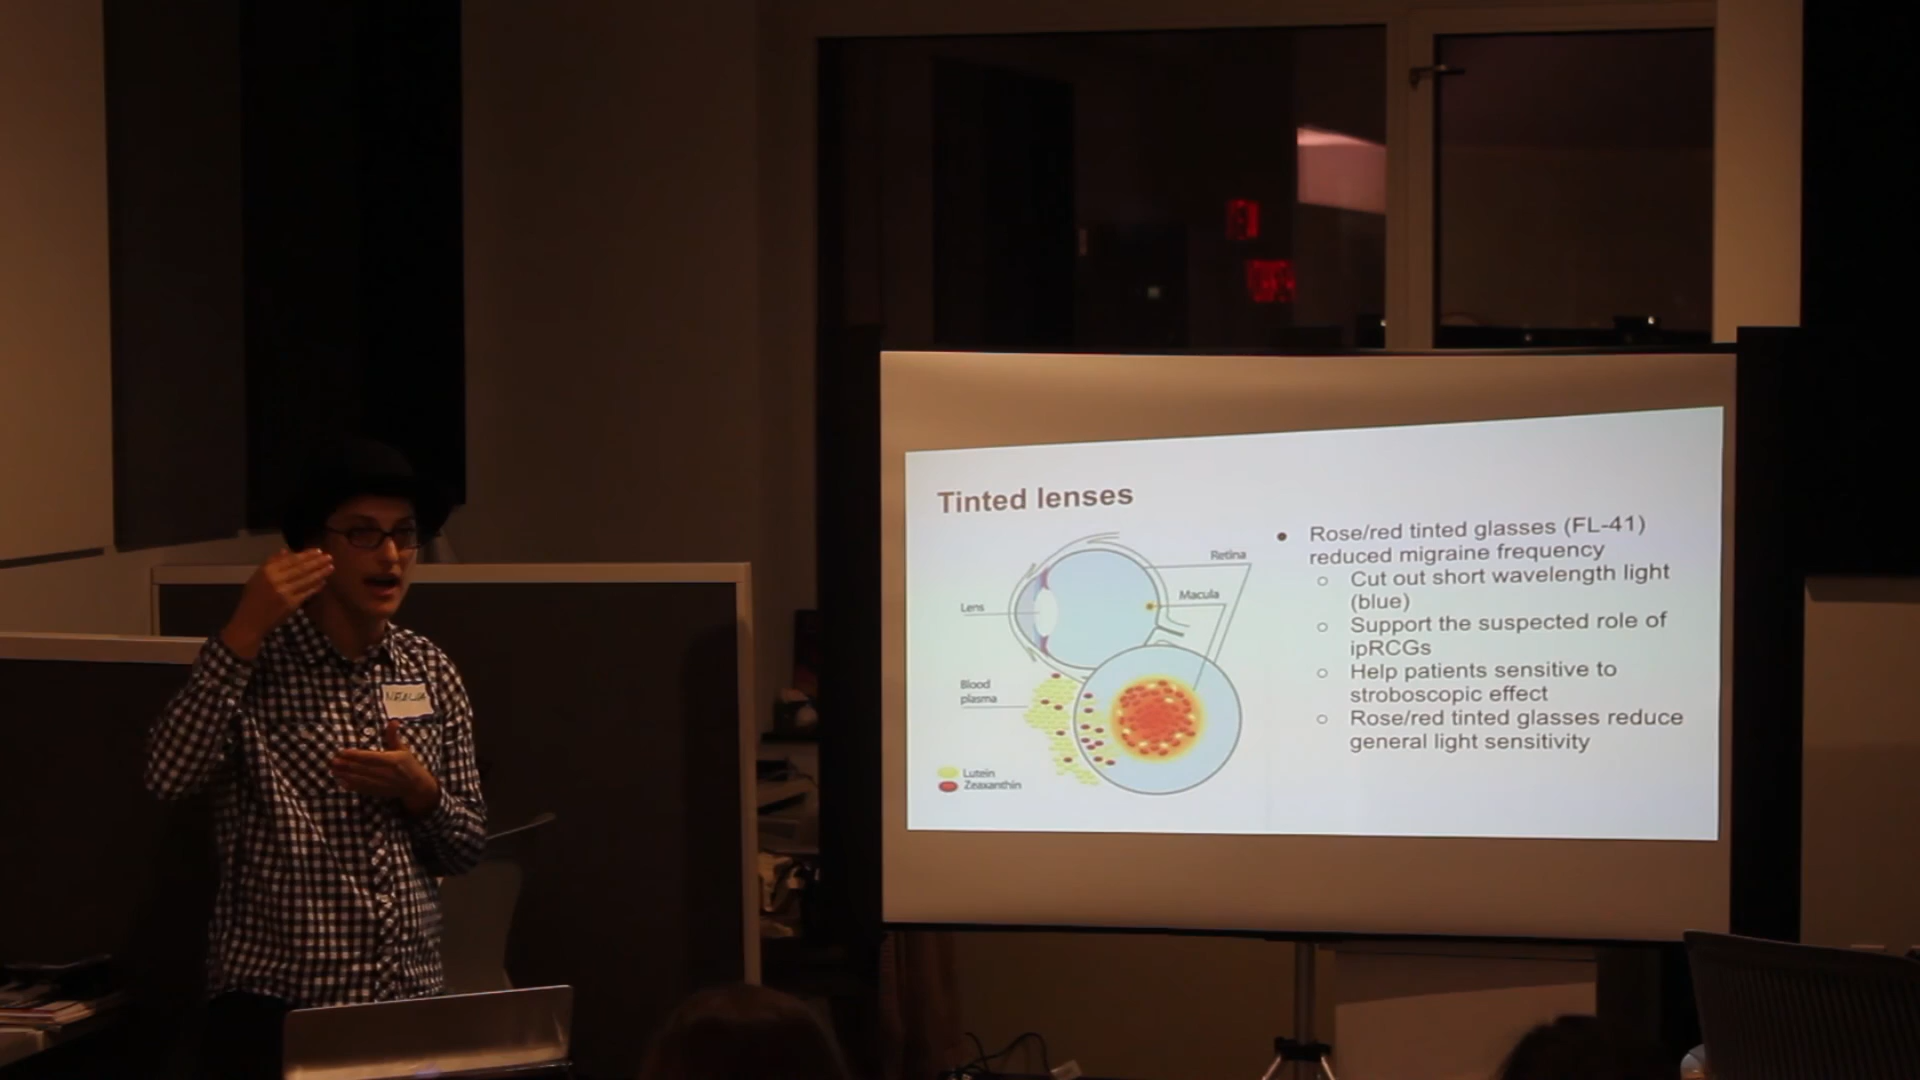 Tinted lenses
Retina
Macula
Lens
Blood
plasma
Lutein
Zeaxanthin
● Rose/red tinted glasses (FL-41)
reduced migraine frequency
○ Cut out short wavelength light
(blue)
○ Support the suspected role of
ipRCGs
○ Help patients sensitive to
stroboscopic effect
○ Rose/red tinted glasses reduce
general light sensitivity